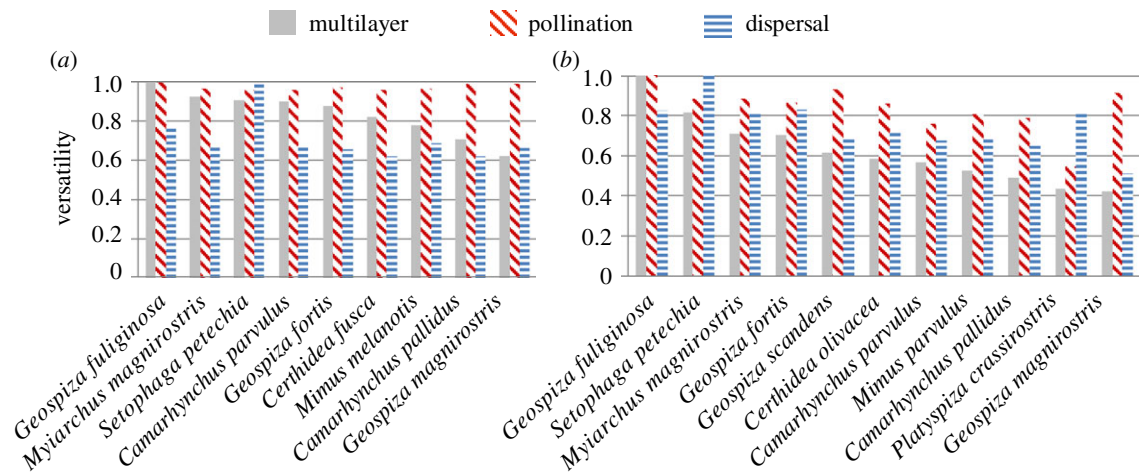 multilayer pollination dispersal
(a) (b)
versatility
1.0
0.8
0.6
0.4
0.2
0
Geospiza fuliginosa
Myiarchus magnirostris
Setophaga petechia
Camarhynchus parvulus
Geospiza fortis
Certhidea fusca
Mimus melanotis
Camarhynchus pallidus
Geospiza magnirostris
1.0
0.8
0.6
0.4
0.2
0
Geospiza fuliginosa
Setophaga petechia
Myiarchus magnirostris
Geospiza fortis
Geospiza scandens
Certhidea olivacea
Camarhynchus parvulus
Mimus parvulus
Camarhynchus pallidus
Platyspiza crassirostris
Geospiza magnirostris